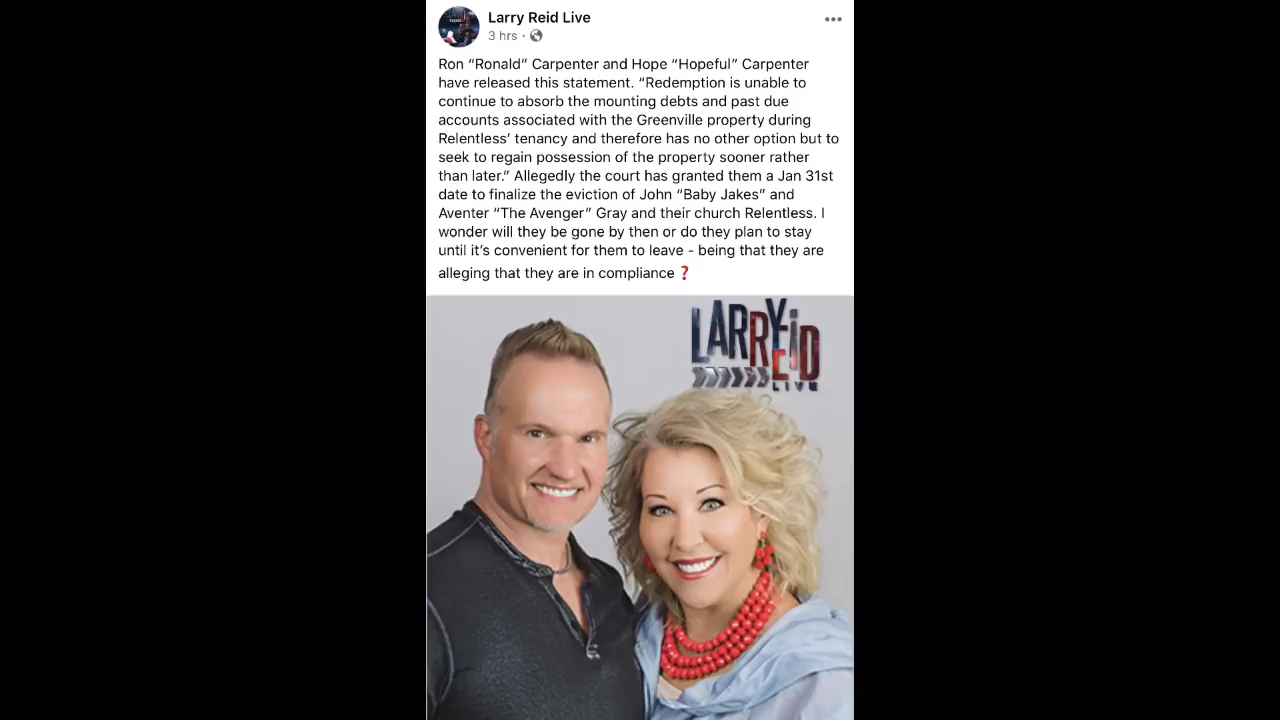 Larry Reid Live
3 hrs ·
Ron “Ronald” Carpenter and Hope “Hopeful” Carpenter
have released this statement. “Redemption is unable to
continue to absorb the mounting debts and past due
accounts associated with the Greenville property during
Relentless’ tenancy and therefore has no other option but to
seek to regain possession of the property sooner rather
than later.” Allegedly the court has granted them a Jan 31st
date to finalize the eviction of John “Baby Jakes” and
Aventer “The Avenger” Gray and their church Relentless. I
wonder will they be gone by then or do they plan to stay
until it’s convenient for them to leave - being that they are
alleging that they are in compliance ❓
LARRY REID
LIVE